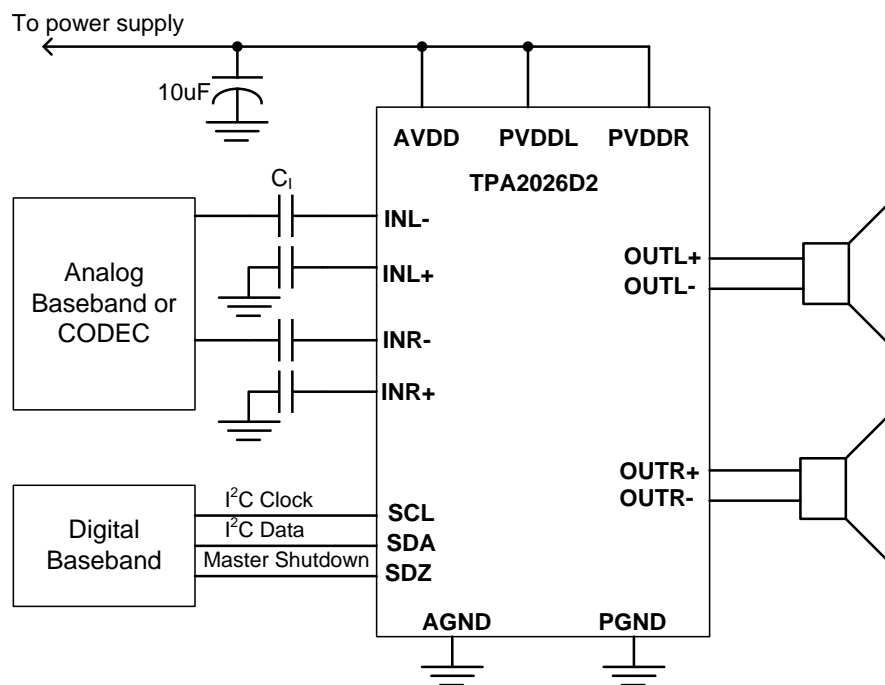 To power supply
10uF
AVDD PVDDL PVDDR
TPA2026D2
C_I
INL-
INL+
INR-
INR+
Analog
Baseband or
CODEC
OUTL+
OUTL-
OUTR+
OUTR-
Digital
Baseband
I²C Clock
I²C Data
Master Shutdown
SCL
SDA
SDZ
AGND PGND